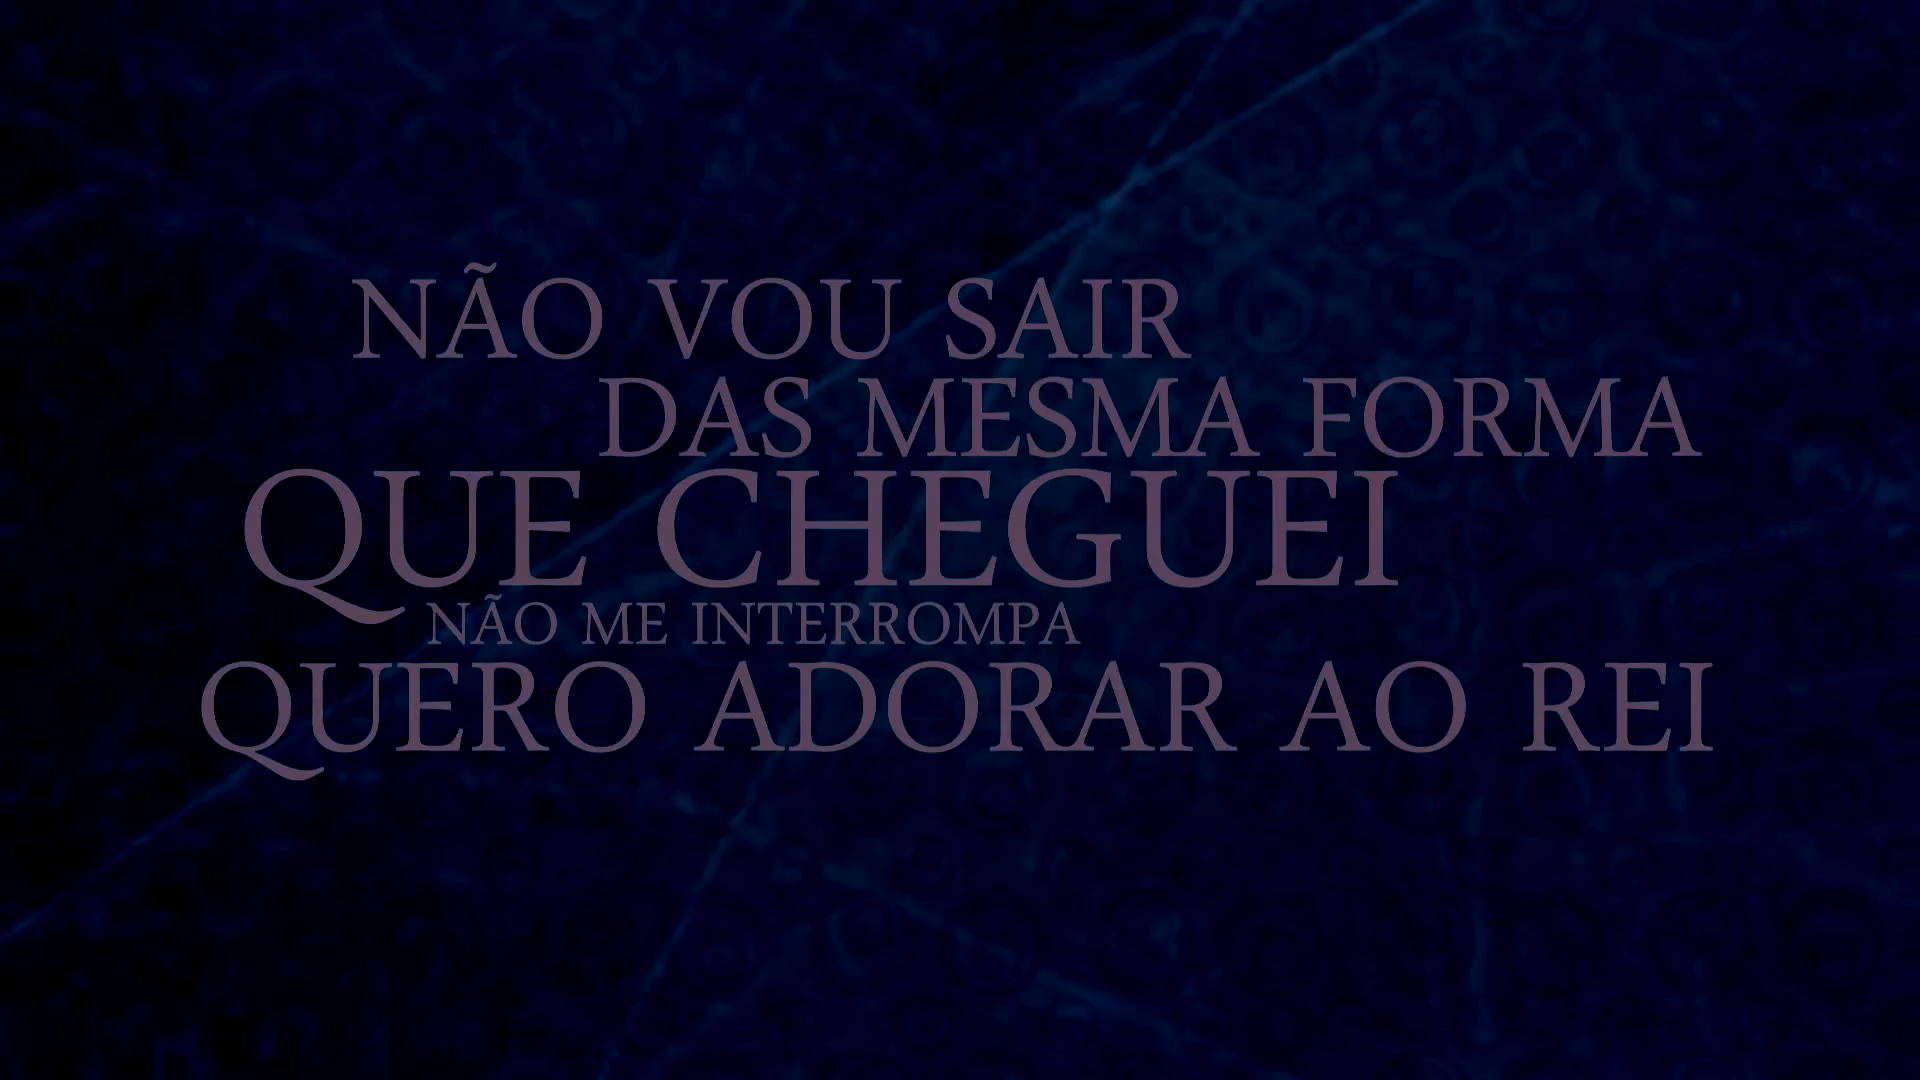 NÃO VOU SAIR
DAS MESMA FORMA
QUE CHEGUEI
NÃO ME INTERROMPA
QUERO ADORAR AO REI